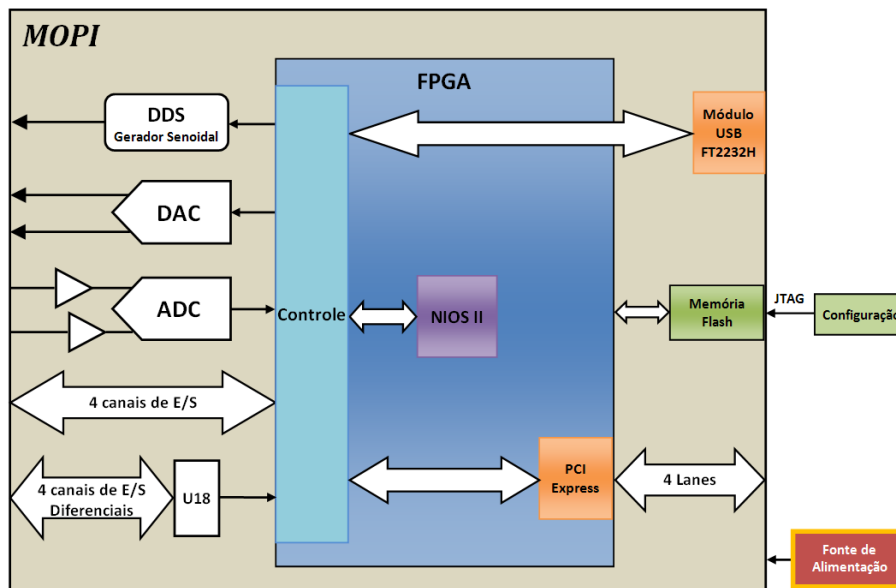 MOPI
FPGA
DDS
Gerador Senoidal
Módulo
USB
FT2232H
DAC
ADC
Controle
NIOS II
Memória
Flash
JTAG
Configuração
4 canais de E/S
4 canais de E/S
Diferenciais
U18
PCI
Express
4 Lanes
Fonte de
Alimentação